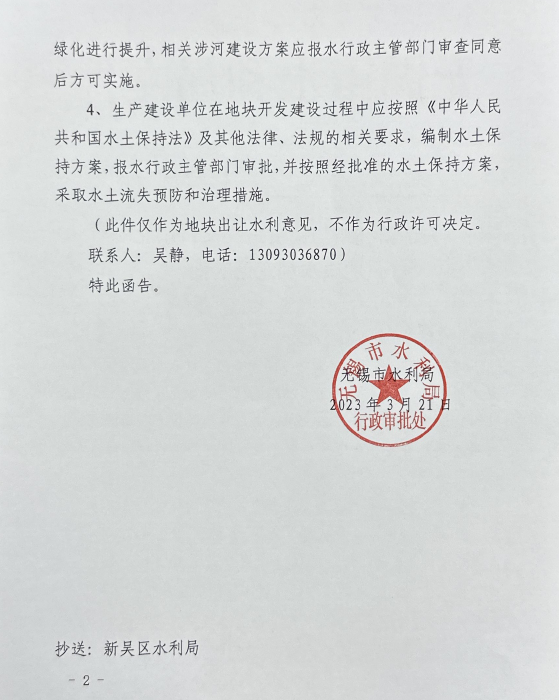 绿化进行提升,相关涉河建设方案应报水行政主管部门审查同意
后方可实施。
4、生产建设单位在地块开发建设过程中应按照《中华人民
共和国水土保持法》及其他法律、法规的相关要求,编制水土保
持方案,报水行政主管部门审批,并按照经批准的水土保持方案,
采取水土流失预防和治理措施。
(此件仅作为地块出让水利意见,不作为行政许可决定。
联系人:吴静,电话:13093036870)
特此函告。
无锡市水利局
无锡市水利局
2023年3月21日
行政审批处
抄送:新吴区水利局
- 2 -